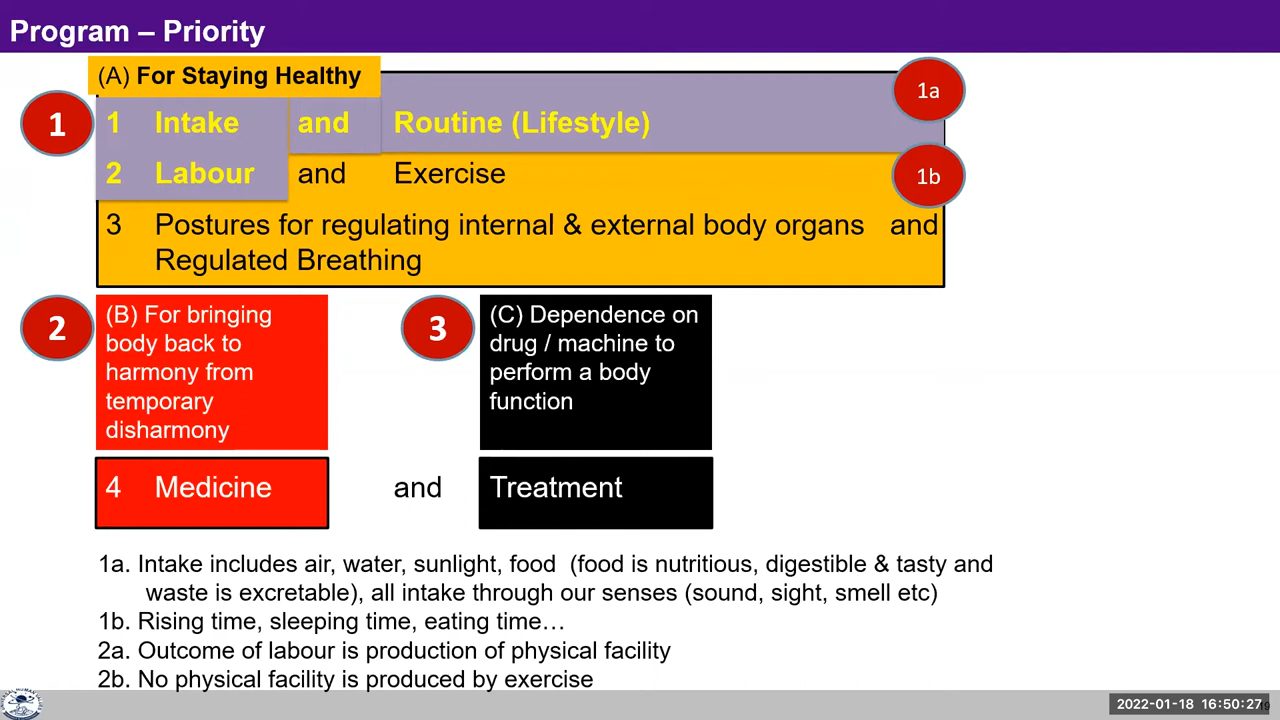 Program – Priority
(A) For Staying Healthy
1a
1
1 Intake and Routine (Lifestyle)
2 Labour and Exercise
1b
3 Postures for regulating internal & external body organs and
Regulated Breathing
2
(B) For bringing
body back to
harmony from
temporary
disharmony
3
(C) Dependence on
drug / machine to
perform a body
function
4 Medicine and Treatment
1a. Intake includes air, water, sunlight, food (food is nutritious, digestible & tasty and
waste is excretable), all intake through our senses (sound, sight, smell etc)
1b. Rising time, sleeping time, eating time…
2a. Outcome of labour is production of physical facility
2b. No physical facility is produced by exercise
2022-01-18 16:50:27